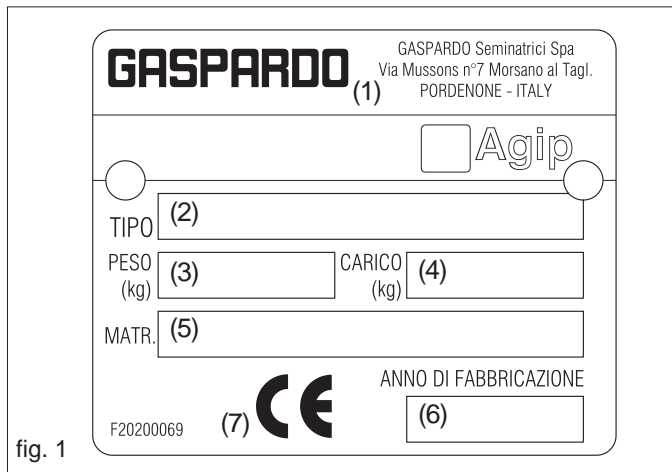 GASPARDO
(1)
GASPARDO Seminatrici Spa
Via Mussons n°7 Morsano al Tagl.
PORDENONE - ITALY
Agip
TIPO (2)
PESO (kg) (3) CARICO (kg) (4)
MATR. (5)
ANNO DI FABBRICAZIONE
F20200069 (7) CE (6)
fig. 1